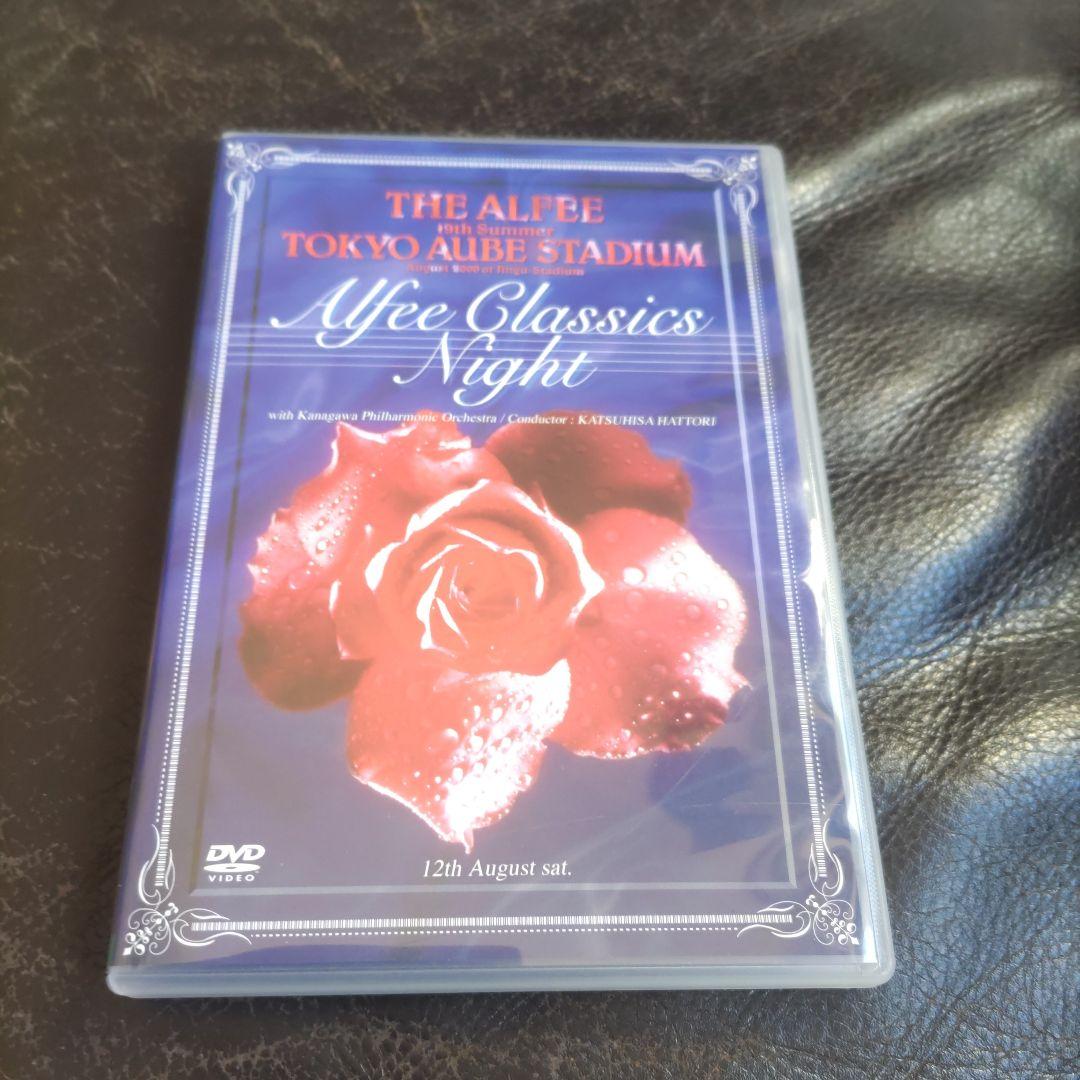 THE ALFEE
19th Summer
TOKYO AUBE STADIUM
August 2000 at Jingu Stadium
Alfee Classics
Night
with Kanagawa Philharmonic Orchestra / Conductor : KATSUHISA HATTORI
DVD
VIDEO
12th August sat.